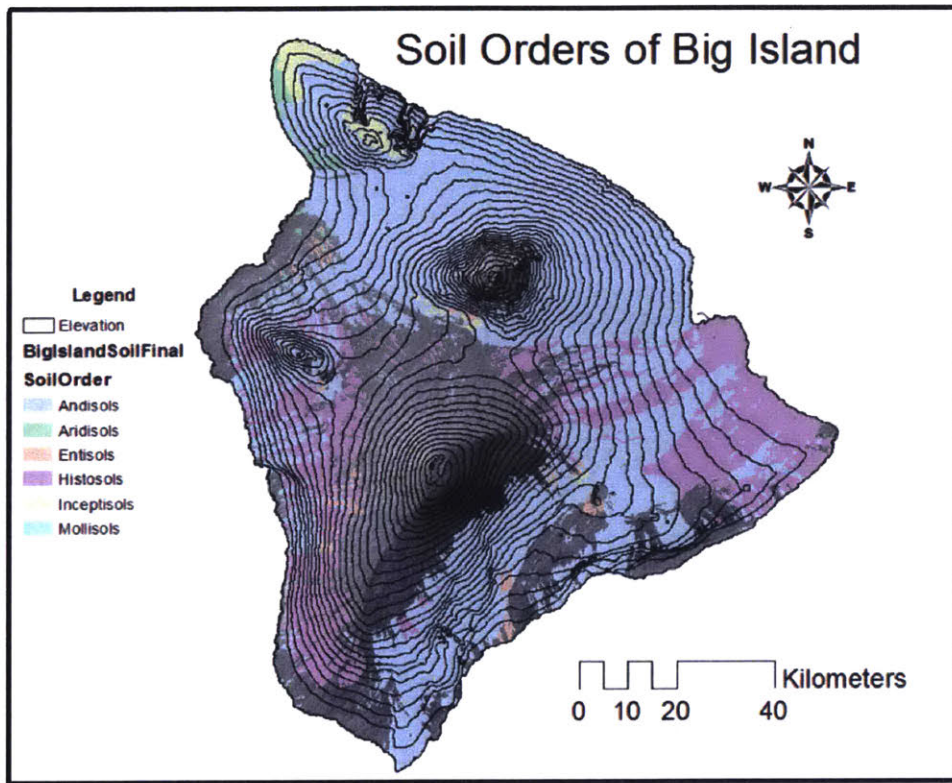 Soil Orders of Big Island
N
W E
S
Legend
Elevation
BigIslandSoilFinal
SoilOrder
Andisols
Aridisols
Entisols
Histosols
Inceptisols
Mollisols
Kilometers
0 10 20 40